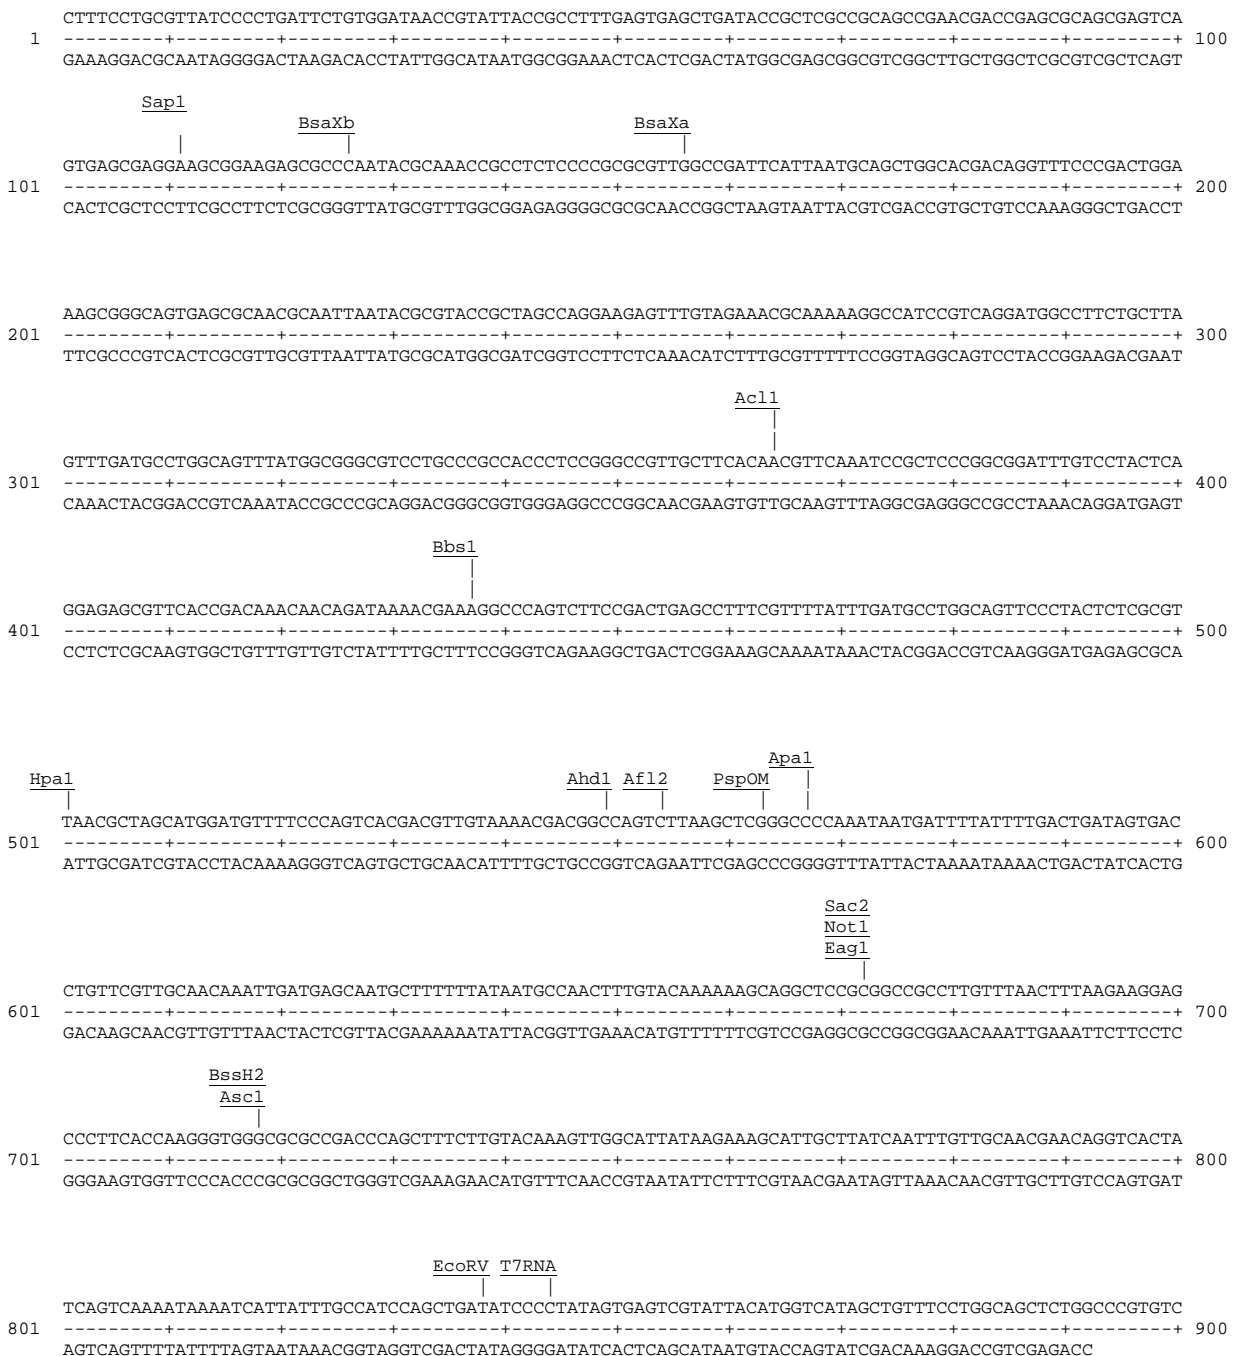 CTTTCCTGCGTTATCCCCTGATTCTGTGGATAACCGTATTACCGCCTTTGAGTGAGCTGATACCGCTCGCCGCAGCCGAACGACCGAGCGCAGCGAGTCA
1 ---------+---------+---------+---------+---------+---------+---------+---------+---------+---------+ 100
GAAAGGACGCAATAGGGGACTAAGACACCTATTGGCATAATGGCGGAAACTCACTCGACTATGGCGAGCGGCGTCGGCTTGCTGGCTCGCGTCGCTCAGT
Sap1
BsaXb BsaXa
GTGAGCGAGGAAGCGGAAGAGCGCCCAATACGCAAACCGCCTCTCCCCGCGCGTTGGCCGATTCATTAATGCAGCTGGCACGACAGGTTTCCCGACTGGA
101 ---------+---------+---------+---------+---------+---------+---------+---------+---------+---------+ 200
CACTCGCTCCTTCGCCTTCTCGCGGGTTATGCGTTTGGCGGAGAGGGGCGCGCAACCGGCTAAGTAATTACGTCGACCGTGCTGTCCAAAGGGCTGACCT
AAGCGGGCAGTGAGCGCAACGCAATTAATACGCGTACCGCTAGCCAGGAAGAGTTTGTAGAAACGCAAAAAGGCCATCCGTCAGGATGGCCTTCTGCTTA
201 ---------+---------+---------+---------+---------+---------+---------+---------+---------+---------+ 300
TTCGCCCGTCACTCGCGTTGCGTTAATTATGCGCATGGCGATCGGTCCTTCTCAAACATCTTTGCGTTTTTCCGGTAGGCAGTCCTACCGGAAGACGAAT
Acl1
GTTTGATGCCTGGCAGTTTATGGCGGGCGTCCTGCCCGCCACCCTCCGGGCCGTTGCTTCACAACGTTCAAATCCGCTCCCGGCGGATTTGTCCTACTCA
301 ---------+---------+---------+---------+---------+---------+---------+---------+---------+---------+ 400
CAAACTACGGACCGTCAAATACCGCCCGCAGGACGGGCGGTGGGAGGCCCGGCAACGAAGTGTTGCAAGTTTAGGCGAGGGCCGCCTAAACAGGATGAGT
Bbs1
GGAGAGCGTTCACCGACAAACAACAGATAAAACGAAAGGCCCAGTCTTCCGACTGAGCCTTTCGTTTTATTTGATGCCTGGCAGTTCCCTACTCTCGCGT
401 ---------+---------+---------+---------+---------+---------+---------+---------+---------+---------+ 500
CCTCTCGCAAGTGGCTGTTTGTTGTCTATTTTGCTTTCCGGGTCAGAAGGCTGACTCGGAAAGCAAAATAAACTACGGACCGTCAAGGGATGAGAGCGCA
Apa1
Hpa1 Ahd1 Afl2 PspOM
TAACGCTAGCATGGATGTTTTCCCAGTCACGACGTTGTAAAACGACGGCCAGTCTTAAGCTCGGGCCCCAAATAATGATTTTATTTTGACTGATAGTGAC
501 ---------+---------+---------+---------+---------+---------+---------+---------+---------+---------+ 600
ATTGCGATCGTACCTACAAAAGGGTCAGTGCTGCAACATTTTGCTGCCGGTCAGAATTCGAGCCCGGGGTTTATTACTAAAATAAAACTGACTATCACTG
Sac2
Not1
Eag1
CTGTTCGTTGCAACAAATTGATGAGCAATGCTTTTTTATAATGCCAACTTTGTACAAAAAAGCAGGCTCCGCGGCCGCCTTGTTTAACTTTAAGAAGGAG
601 ---------+---------+---------+---------+---------+---------+---------+---------+---------+---------+ 700
GACAAGCAACGTTGTTTAACTACTCGTTACGAAAAAATATTACGGTTGAAACATGTTTTTTCGTCCGAGGCGCCGGCGGAACAAATTGAAATTCTTCCTC
BssH2
Asc1
CCCTTCACCAAGGGTGGGCGCGCCGACCCAGCTTTCTTGTACAAAGTTGGCATTATAAGAAAGCATTGCTTATCAATTTGTTGCAACGAACAGGTCACTA
701 ---------+---------+---------+---------+---------+---------+---------+---------+---------+---------+ 800
GGGAAGTGGTTCCCACCCGCGCGGCTGGGTCGAAAGAACATGTTTCAACCGTAATATTCTTTCGTAACGAATAGTTAAACAACGTTGCTTGTCCAGTGAT
EcoRV T7RNA
TCAGTCAAAATAAAATCATTATTTGCCATCCAGCTGATATCCCCTATAGTGAGTCGTATTACATGGTCATAGCTGTTTCCTGGCAGCTCTGGCCCGTGTC
801 ---------+---------+---------+---------+---------+---------+---------+---------+---------+---------+ 900
AGTCAGTTTTATTTTAGTAATAAACGGTAGGTCGACTATAGGGGATATCACTCAGCATAATGTACCAGTATCGACAAAGGACCGTCGAGACC